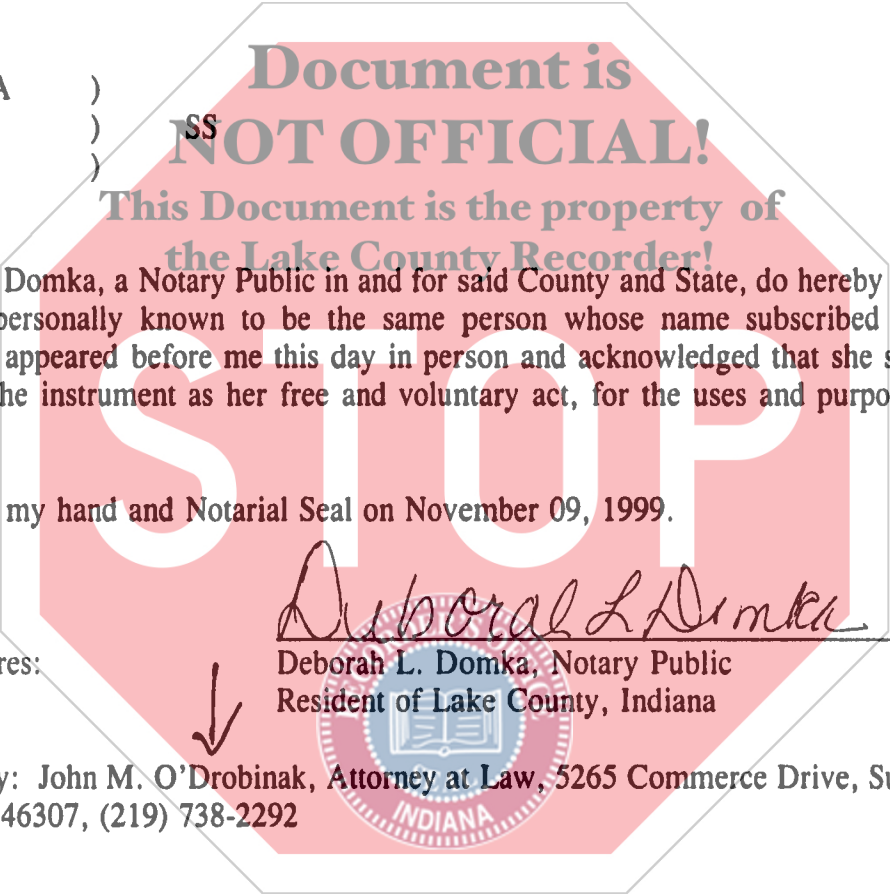 Document is
A )
) SS
NOT OFFICIAL!
)
This Document is the property of
the Lake County Recorder!
Domka, a Notary Public in and for said County and State, do hereby
personally known to be the same person whose name subscribed
appeared before me this day in person and acknowledged that she s
he instrument as her free and voluntary act, for the uses and purpo
STOP
my hand and Notarial Seal on November 09, 1999.
Deborah L Domka
res:
Deborah L. Domka, Notary Public
Resident of Lake County, Indiana
y: John M. O'Drobinak, Attorney at Law, 5265 Commerce Drive, Su
46307, (219) 738-2292
INDIANA